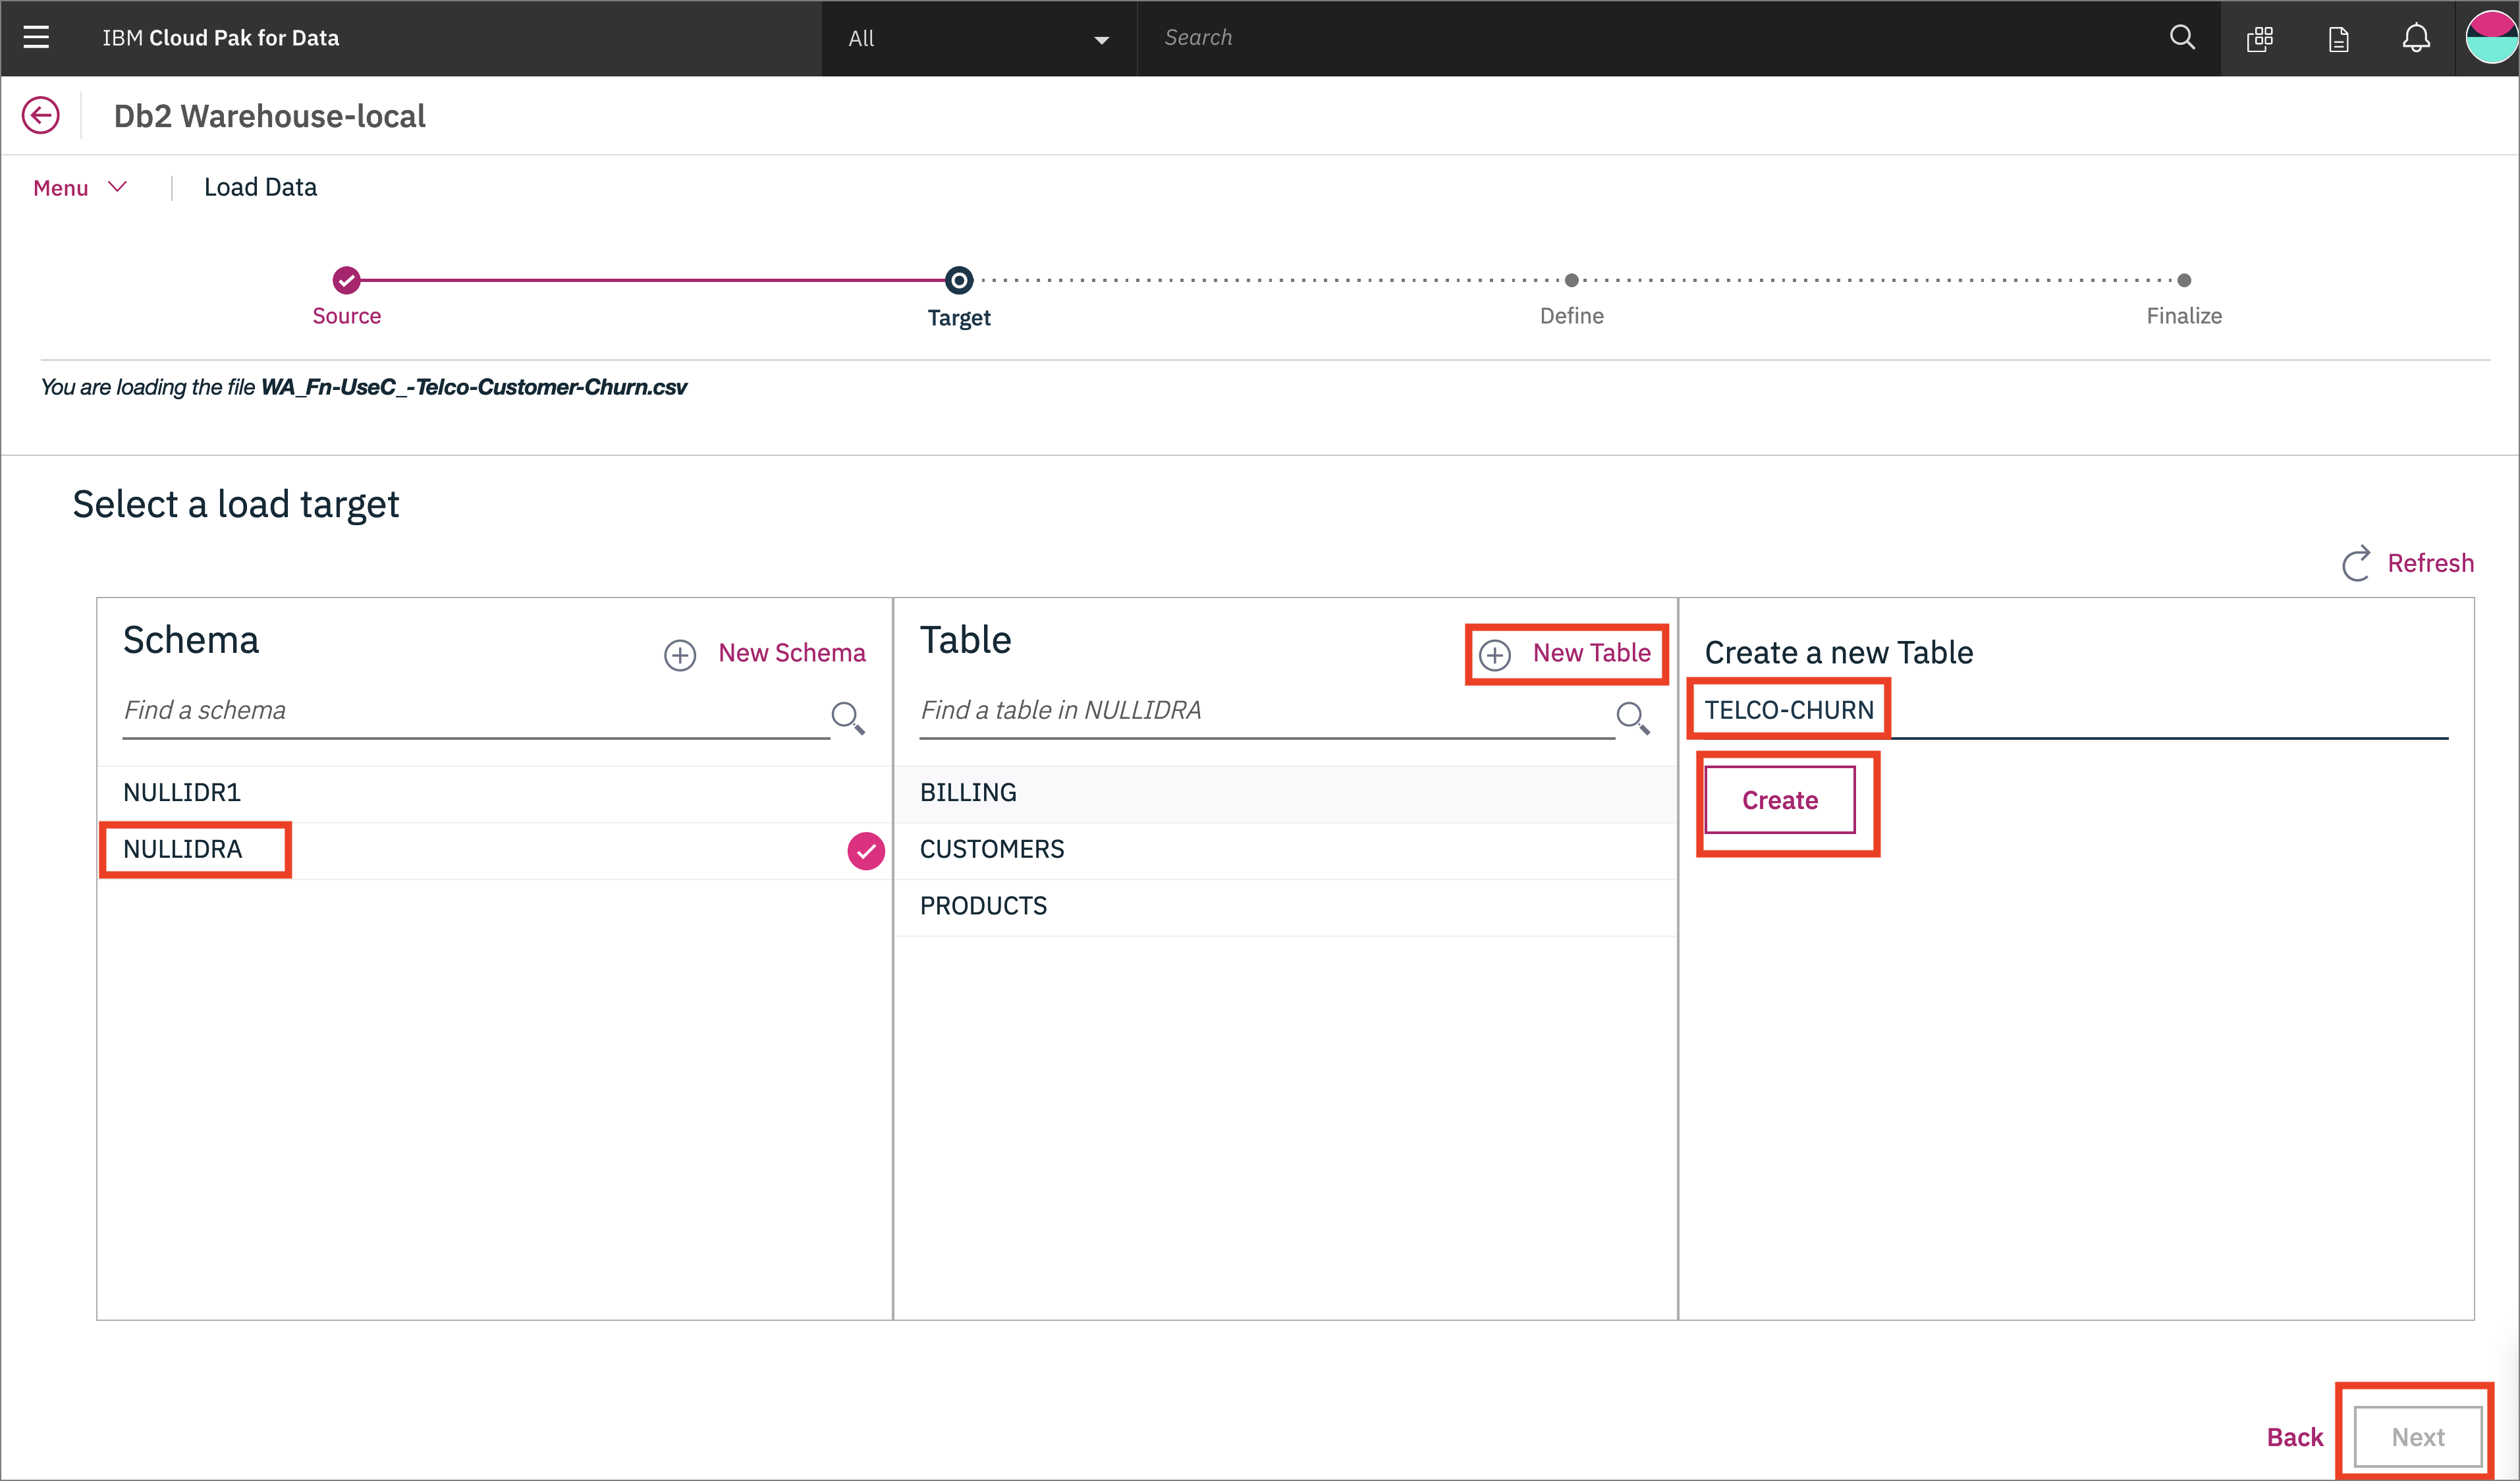 IBM Cloud Pak for Data
All
Search
Db2 Warehouse-local
Menu
Load Data
Source
Target
Define
Finalize
You are loading the file WA_Fn-UseC_-Telco-Customer-Churn.csv
Select a load target
Refresh
Schema
New Schema
Find a schema
NULLIDR1
NULLIDRA
Table
New Table
Find a table in NULLIDRA
BILLING
CUSTOMERS
PRODUCTS
Create a new Table
TELCO-CHURN
Create
Back
Next